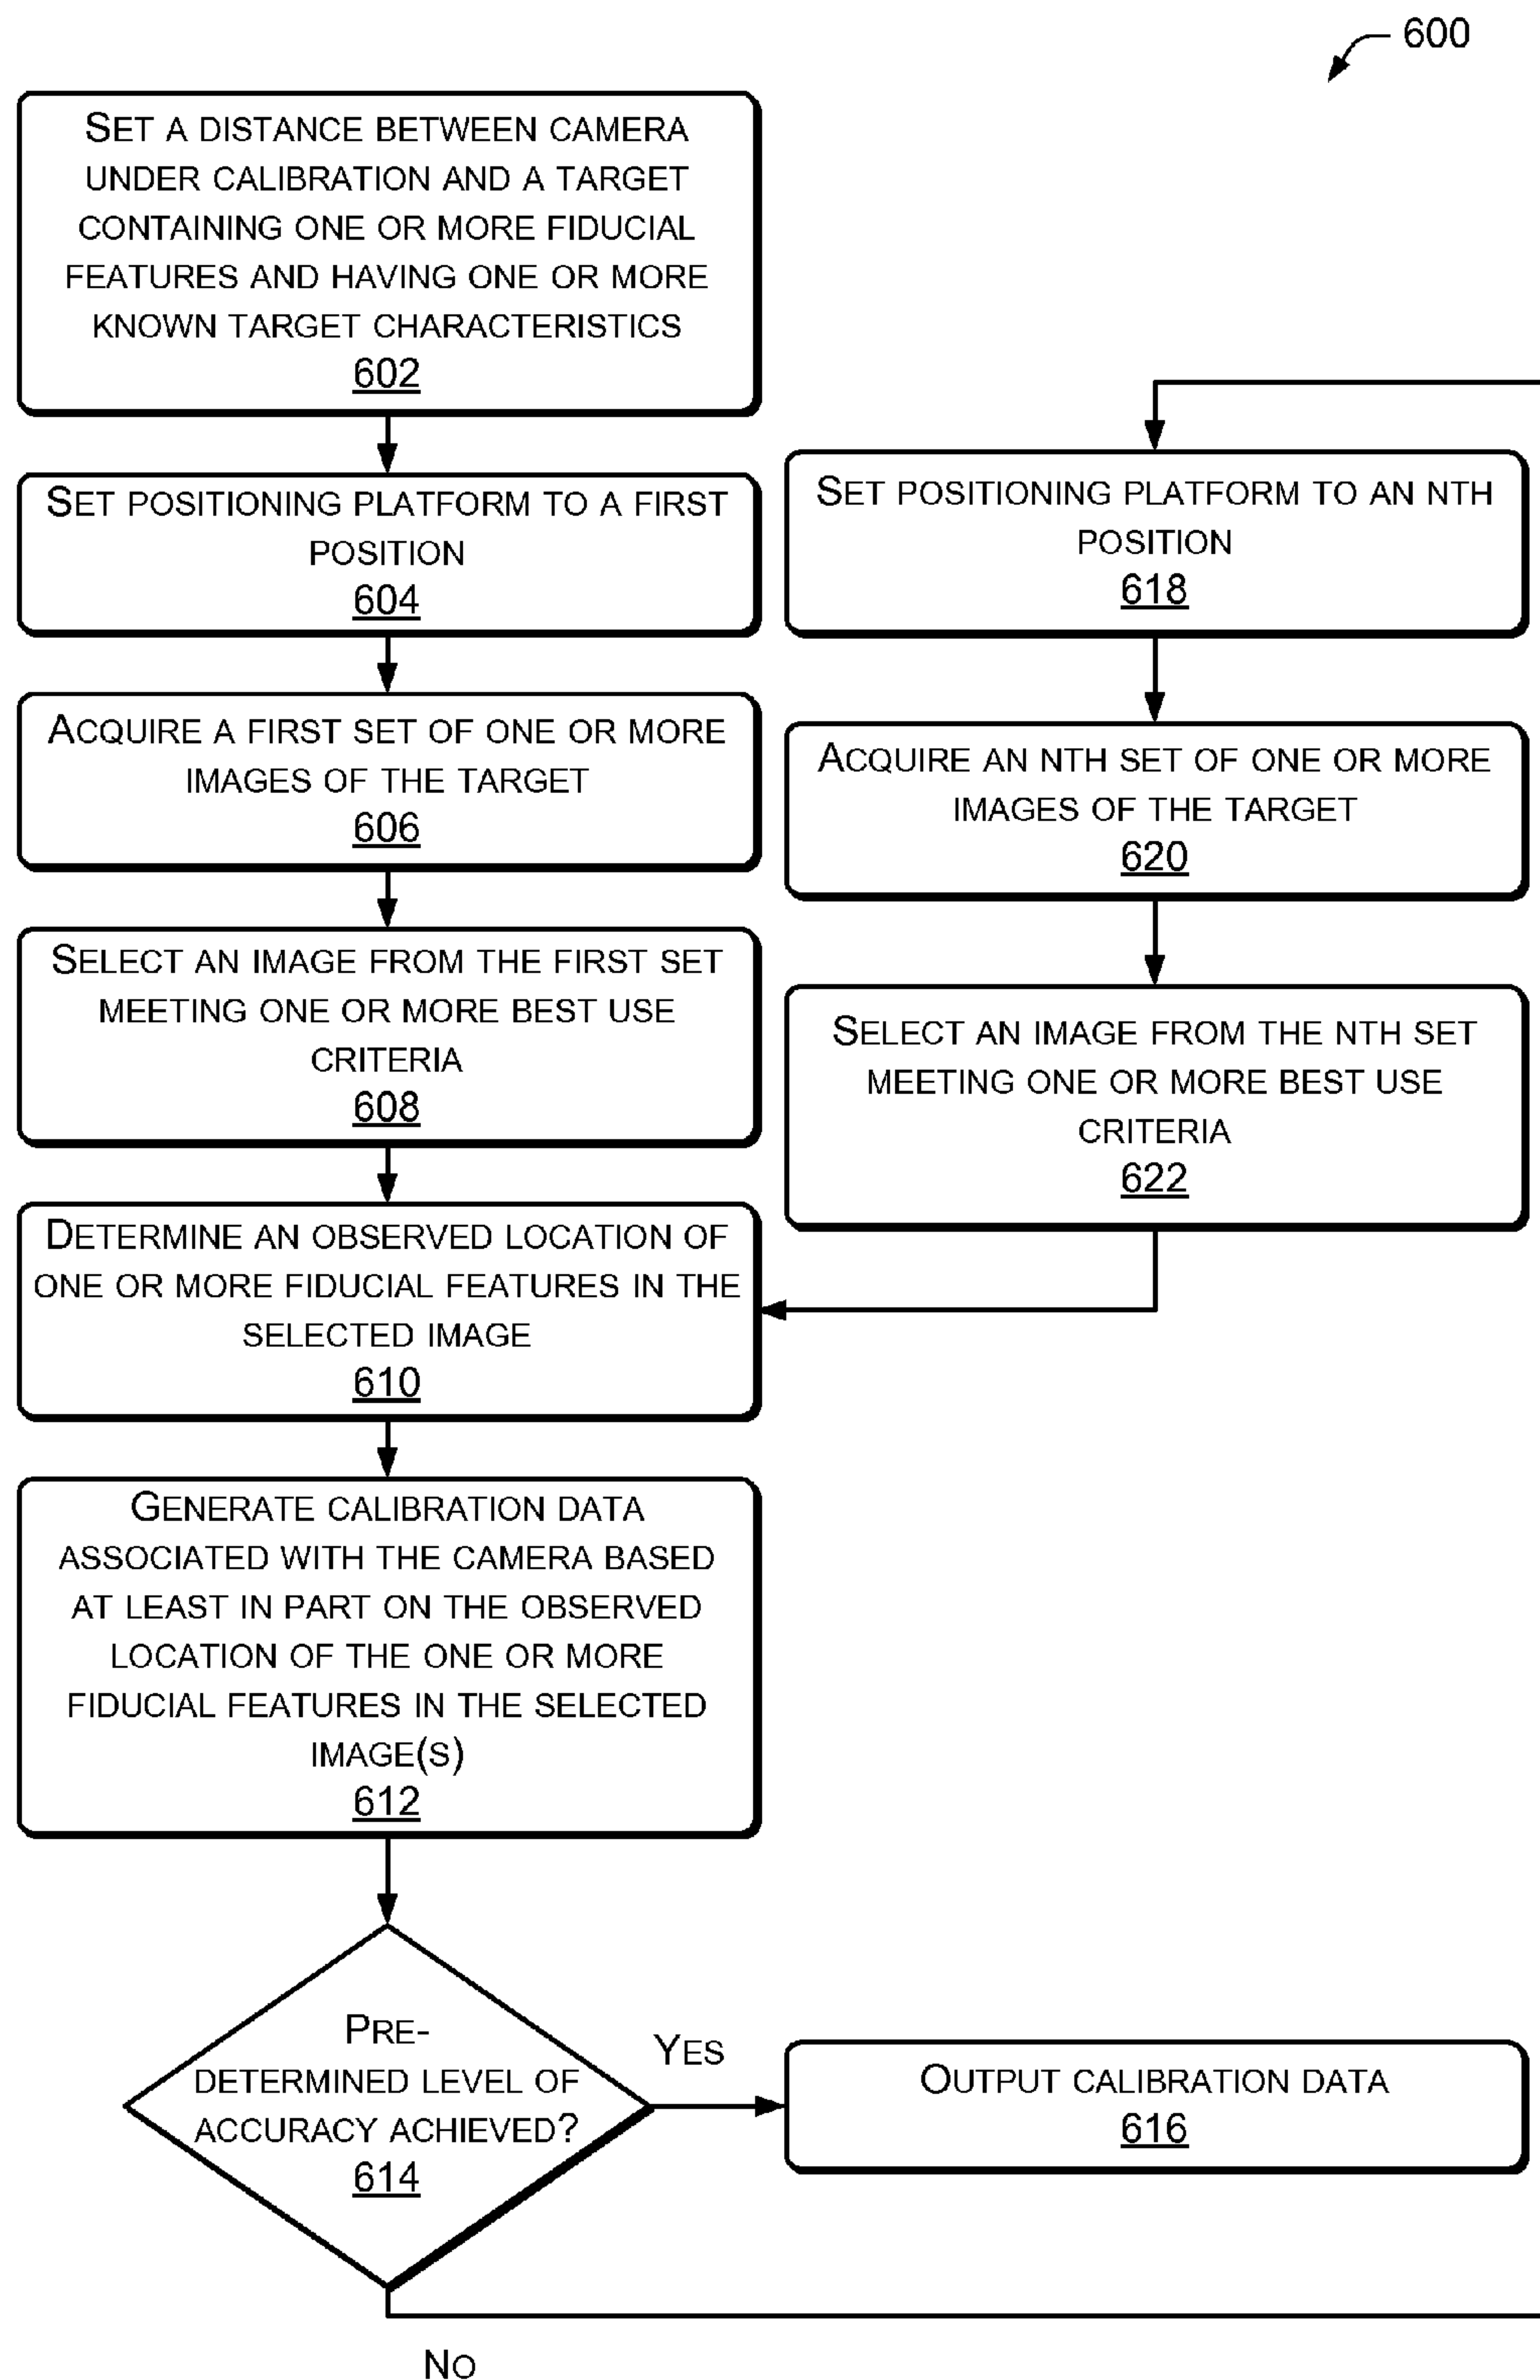 600
SET A DISTANCE BETWEEN CAMERA
UNDER CALIBRATION AND A TARGET
CONTAINING ONE OR MORE FIDUCIAL
FEATURES AND HAVING ONE OR MORE
KNOWN TARGET CHARACTERISTICS
602
SET POSITIONING PLATFORM TO A FIRST
POSITION
604
ACQUIRE A FIRST SET OF ONE OR MORE
IMAGES OF THE TARGET
606
SELECT AN IMAGE FROM THE FIRST SET
MEETING ONE OR MORE BEST USE
CRITERIA
608
DETERMINE AN OBSERVED LOCATION OF
ONE OR MORE FIDUCIAL FEATURES IN THE
SELECTED IMAGE
610
GENERATE CALIBRATION DATA
ASSOCIATED WITH THE CAMERA BASED
AT LEAST IN PART ON THE OBSERVED
LOCATION OF THE ONE OR MORE
FIDUCIAL FEATURES IN THE SELECTED
IMAGE(S)
612
PRE-
DETERMINED LEVEL OF
ACCURACY ACHIEVED?
614
YES
OUTPUT CALIBRATION DATA
616
NO
SET POSITIONING PLATFORM TO AN NTH
POSITION
618
ACQUIRE AN NTH SET OF ONE OR MORE
IMAGES OF THE TARGET
620
SELECT AN IMAGE FROM THE NTH SET
MEETING ONE OR MORE BEST USE
CRITERIA
622